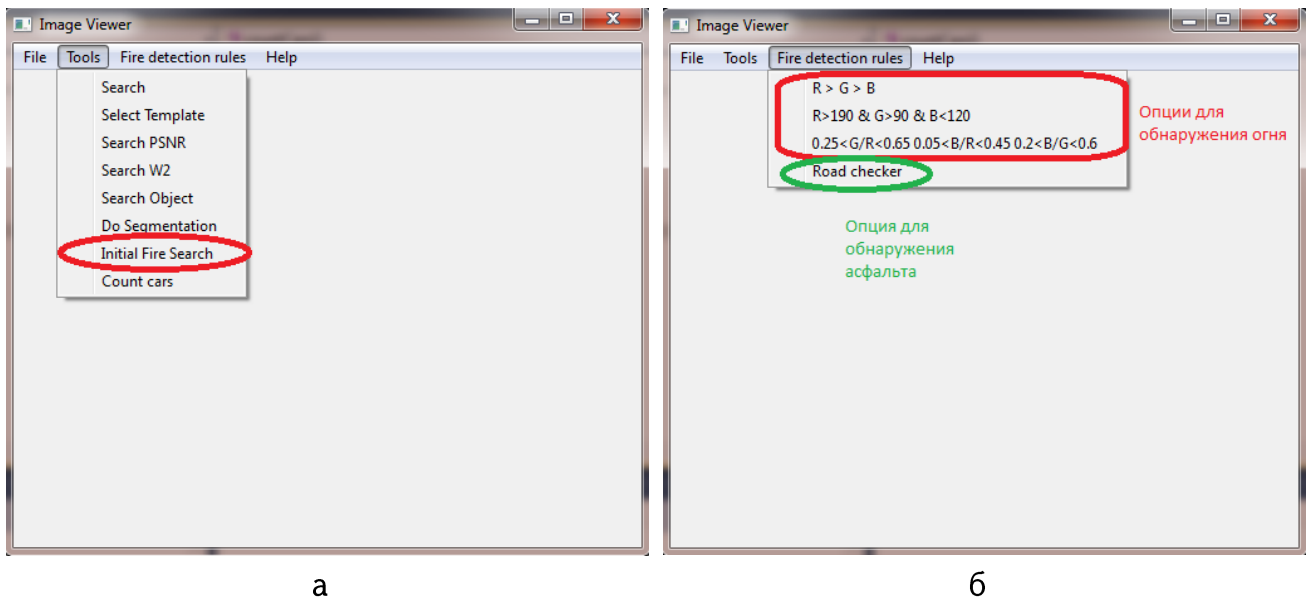 Image Viewer
File Tools Fire detection rules Help
Search
Select Template
Search PSNR
Search W2
Search Object
Do Segmentation
Initial Fire Search
Count cars
а
Image Viewer
File Tools Fire detection rules Help
R > G > B
R>190 & G>90 & B<120
0.25<G/R<0.65 0.05<B/R<0.45 0.2<B/G<0.6
Road checker
Опции для
обнаружения огня
Опция для
обнаружения
асфальта
б